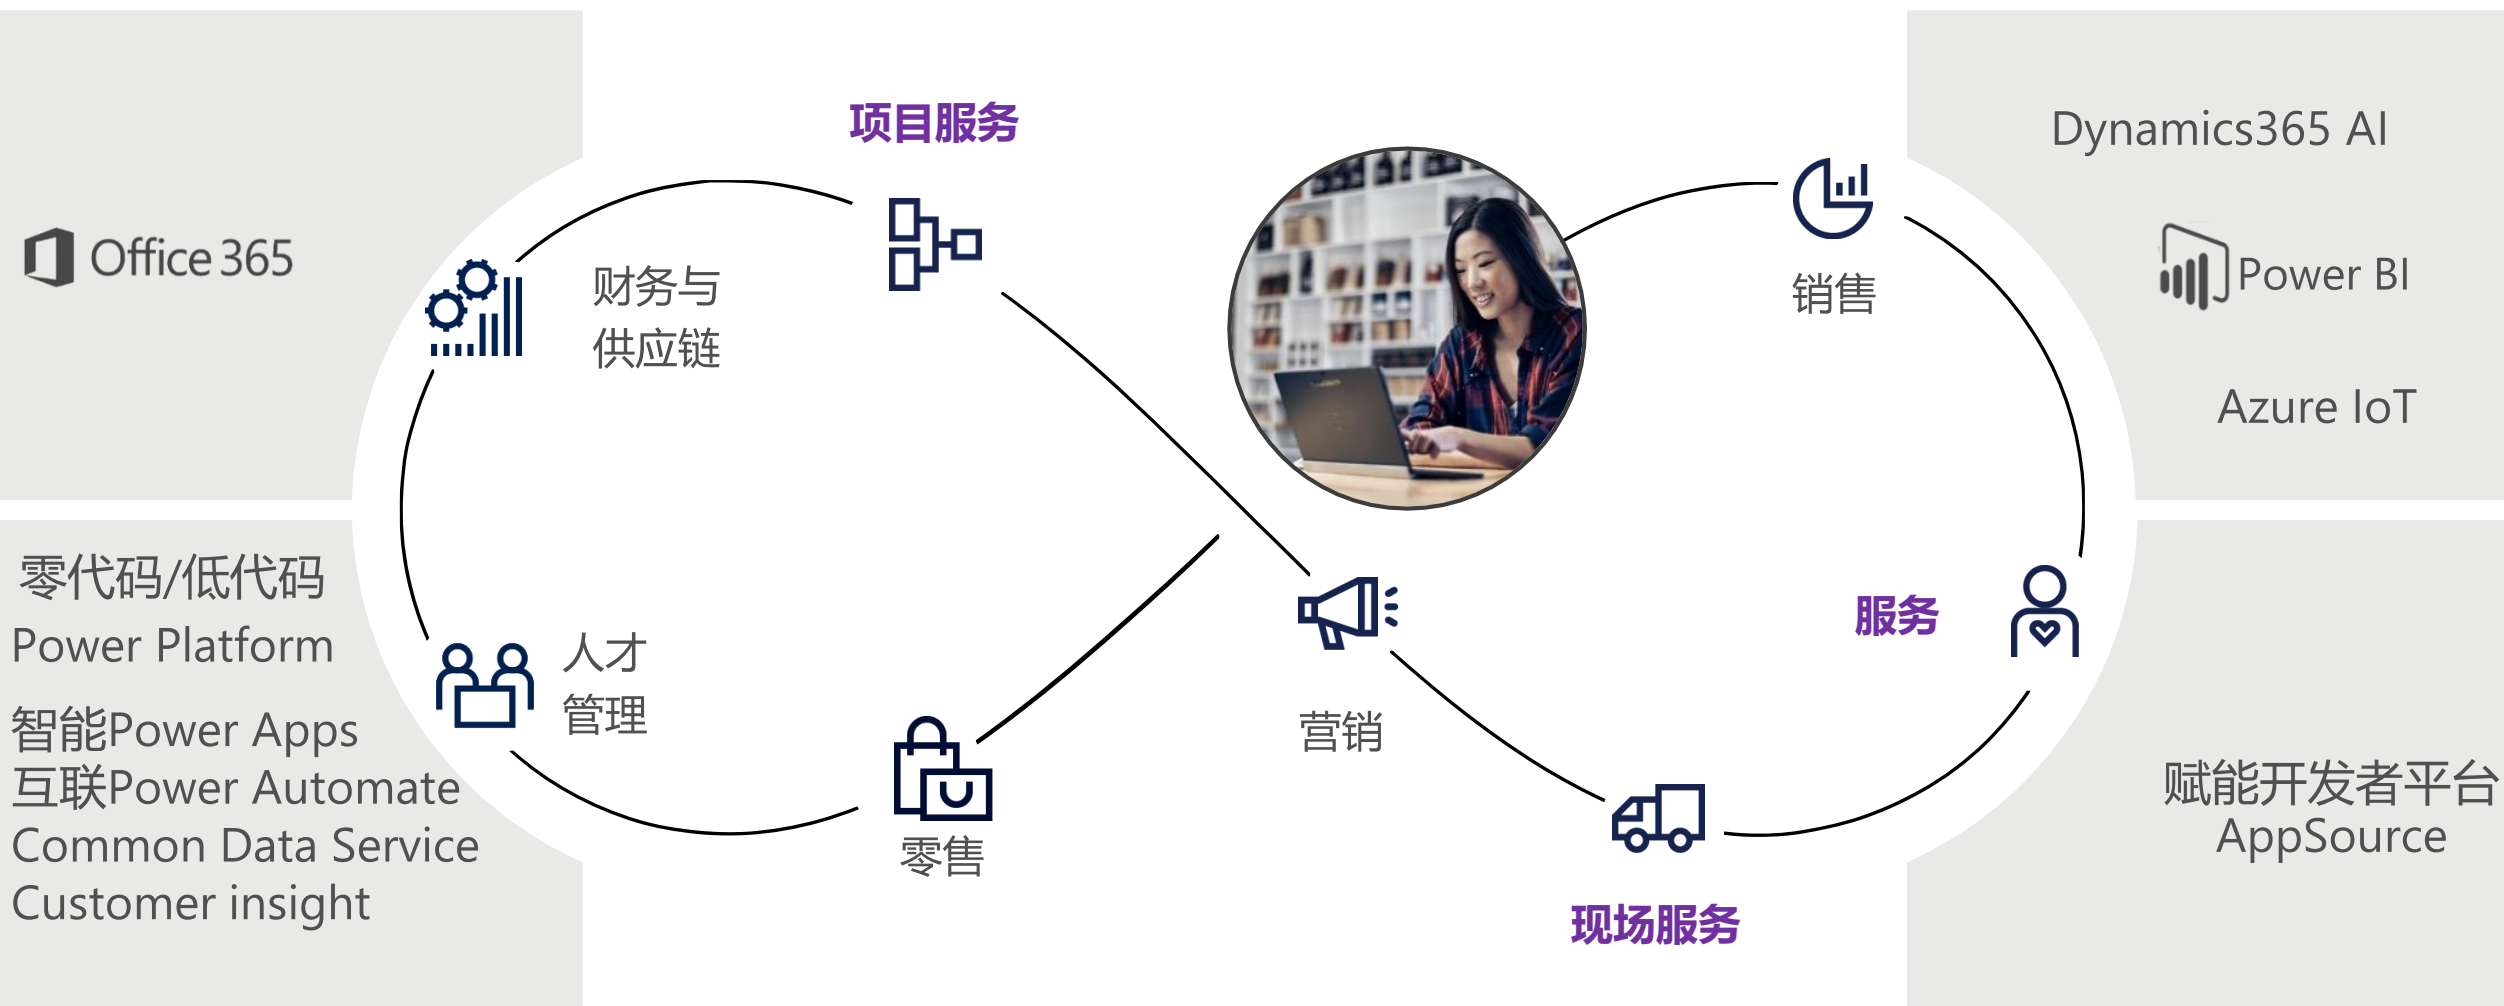 Office 365
零代码/低代码
Power Platform
智能Power Apps
互联Power Automate
Common Data Service
Customer insight
项目服务
财务与
供应链
人才
管理
零售
营销
销售
服务
现场服务
Dynamics365 AI
Power BI
Azure IoT
赋能开发者平台
AppSource